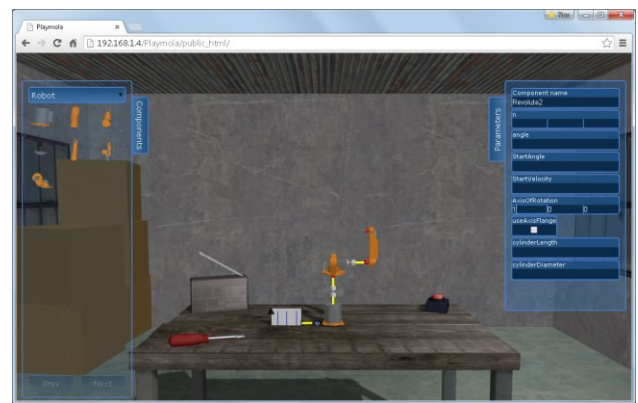 Playmola
192.168.1.4/Playmola/public_html/
Robot
Components
Prev
Next
Parameters
Component name
Revolute2
n
angle
StartAngle
StartVelocity
AxisOfRotation
1 0 0
useAxisFlange
cylinderLength
cylinderDiameter